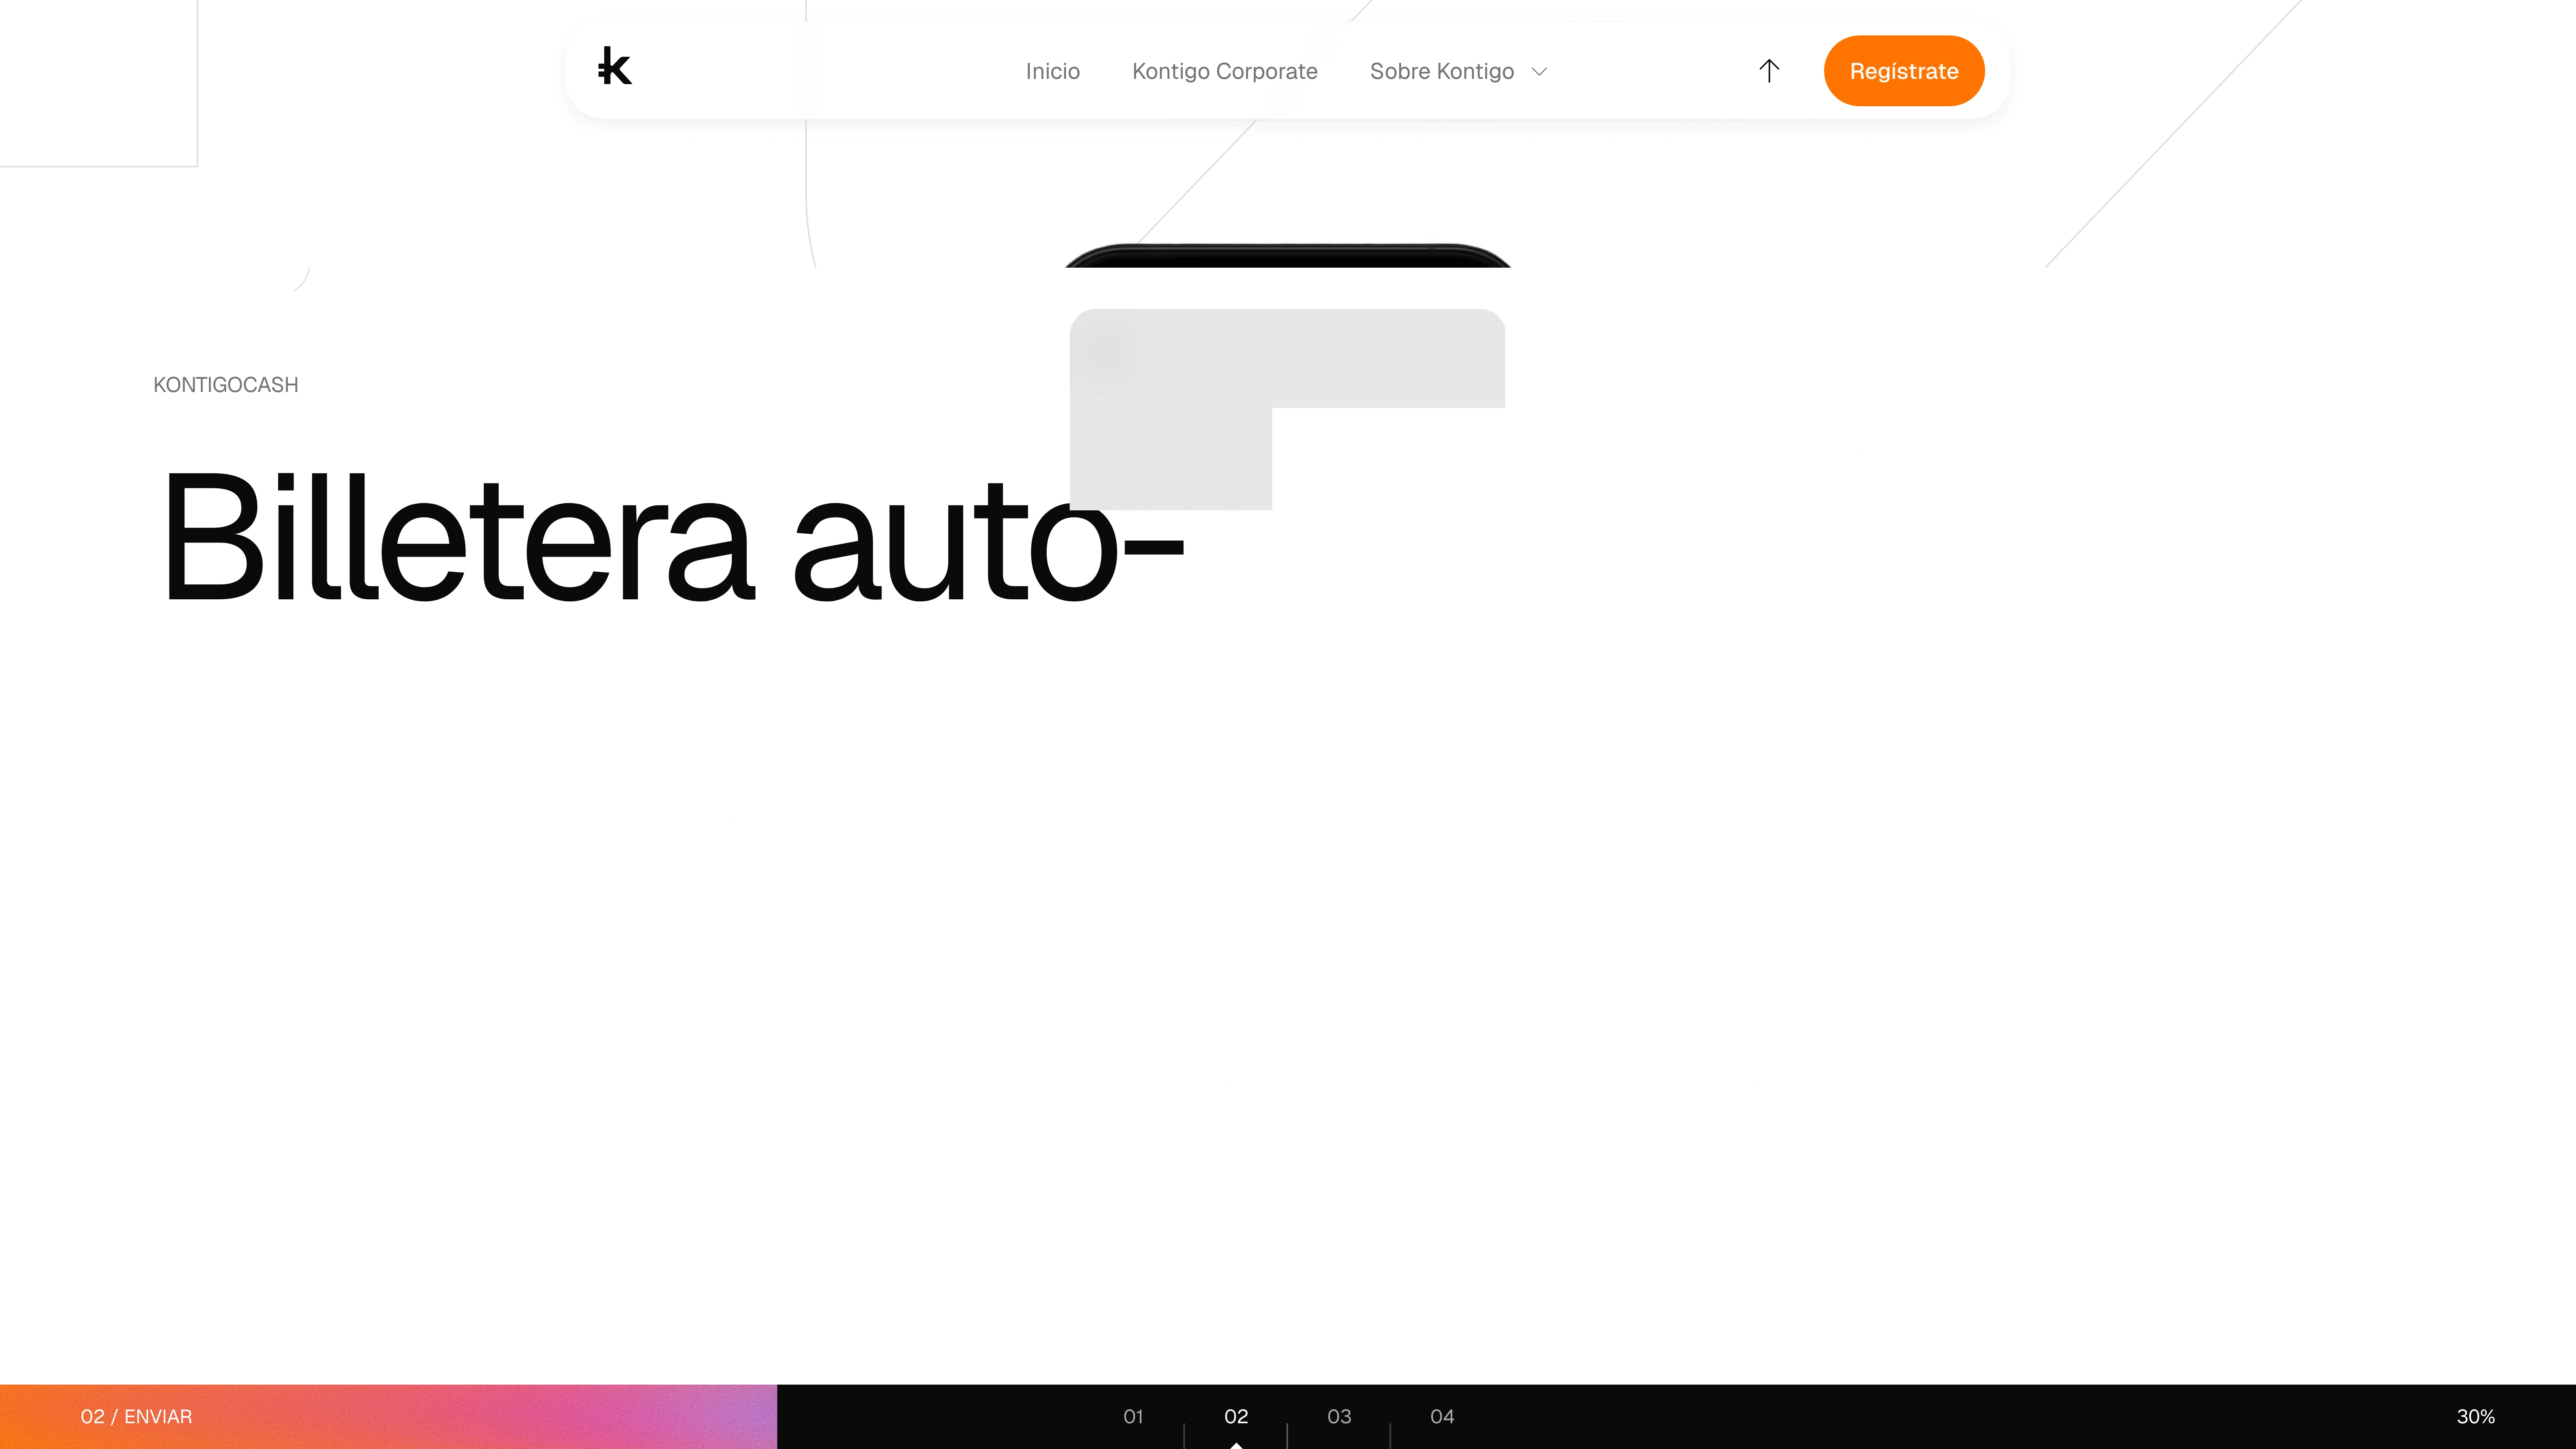 Inicio Kontigo Corporate Sobre Kontigo Regístrate
KONTIGOCASH
Billetera auto-
02 / ENVIAR 01 02 03 04 30%